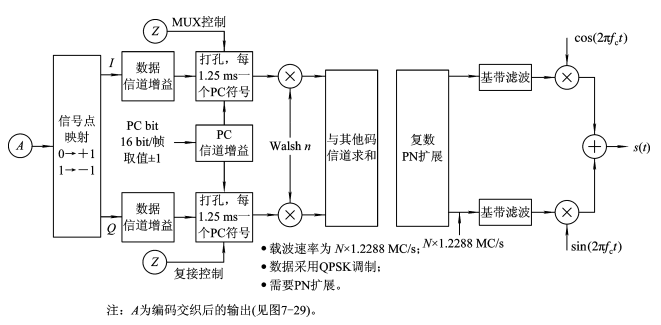 MUX控制
Z
cos(2πfct)
I
数据
信道增益
打孔，每
1.25 ms一
个PC符号
基带滤波
信号点
映射
0→+1
1→-1
A
PC bit
16 bit/帧
取值±1
PC
信道增益
Walsh n
与其他码
信道求和
复数
PN扩展
s(t)
Q
数据
信道增益
打孔，每
1.25 ms一
个PC符号
基带滤波
Z
复接控制
• 载波速率为 N×1.2288 MC/s；
N×1.2288 MC/s
sin(2πfct)
• 数据采用QPSK调制；
• 需要PN扩展。
注：A为编码交织后的输出(见图7-29)。